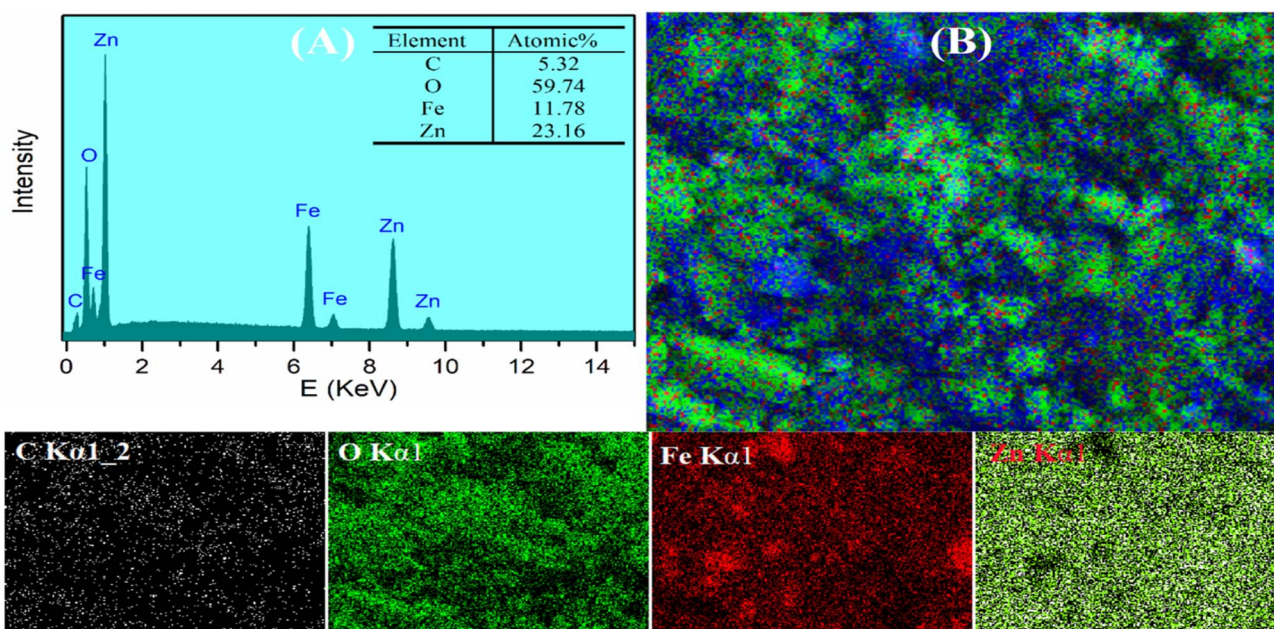 (A)
Element Atomic%
C 5.32
O 59.74
Fe 11.78
Zn 23.16
Zn
O
Fe
C
Fe
Fe
Zn
Zn
Intensity
0 2 4 6 8 10 12 14
E (KeV)
(B)
C Kα1_2
O Kα1
Fe Kα1
Zn Kα1